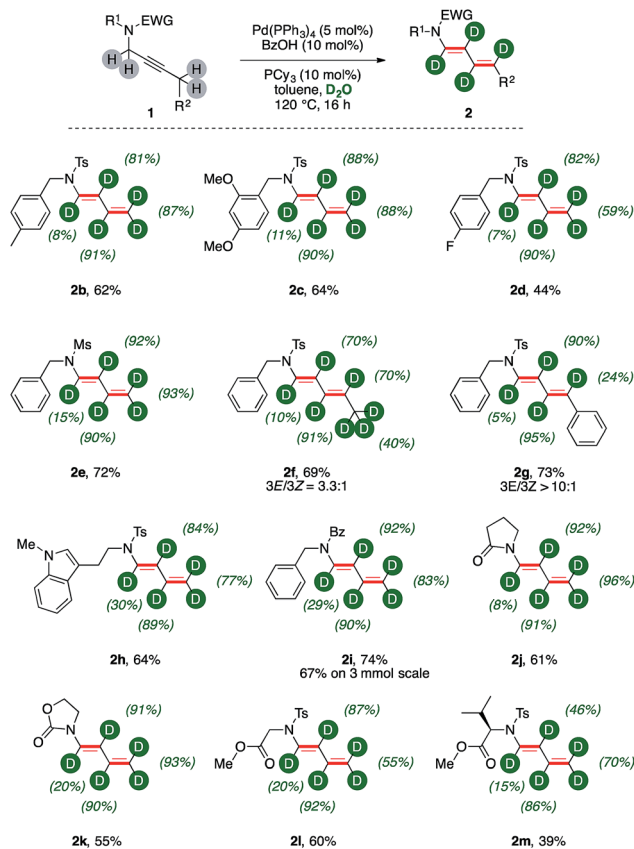 R¹ N EWG
H H H H
R²
1
Pd(PPh₃)₄ (5 mol%)
BzOH (10 mol%)
PCy₃ (10 mol%)
toluene, D₂O
120 °C, 16 h
R¹ N EWG
D D D D
R²
2
N Ts D D D D D
(81%)
(87%)
(8%)
(91%)
2b, 62%
MeO OMe N Ts D D D D D
(88%)
(88%)
(11%)
(90%)
2c, 64%
F N Ts D D D D D
(82%)
(59%)
(7%)
(90%)
2d, 44%
N Ms D D D D D
(92%)
(93%)
(15%)
(90%)
2e, 72%
N Ts D D D D D D
(70%)
(70%)
(10%)
(91%)
(40%)
2f, 69%
3E/3Z = 3.3:1
N Ts D D D D
(90%)
(24%)
(5%)
(95%)
2g, 73%
3E/3Z > 10:1
Me N N Ts D D D D D
(84%)
(77%)
(30%)
(89%)
2h, 64%
N Bz D D D D D
(92%)
(83%)
(29%)
(90%)
2i, 74%
67% on 3 mmol scale
O N D D D D D
(92%)
(96%)
(8%)
(91%)
2j, 61%
O O N D D D D D
(91%)
(93%)
(20%)
(90%)
2k, 55%
MeO O N Ts D D D D D
(87%)
(55%)
(20%)
(92%)
2l, 60%
MeO O N Ts D D D D D
(46%)
(70%)
(15%)
(86%)
2m, 39%